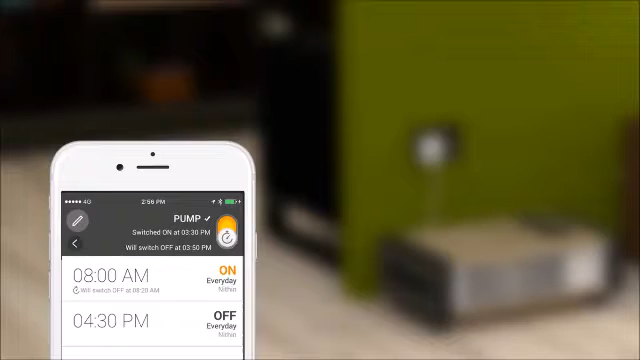 4G 2:56 PM
PUMP ✓
Switched ON at 03:30 PM
Will switch OFF at 03:50 PM
08:00 AM ON
Everyday
Will switch OFF at 08:20 AM Nithin
04:30 PM OFF
Everyday
Nithin